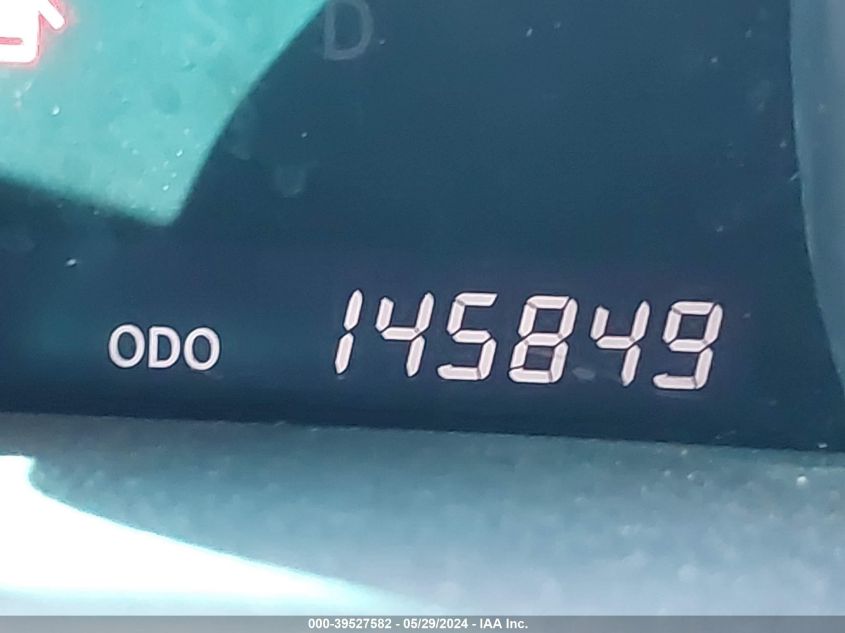 D
ODO 145849
000-39527582 - 05/29/2024 - IAA Inc.